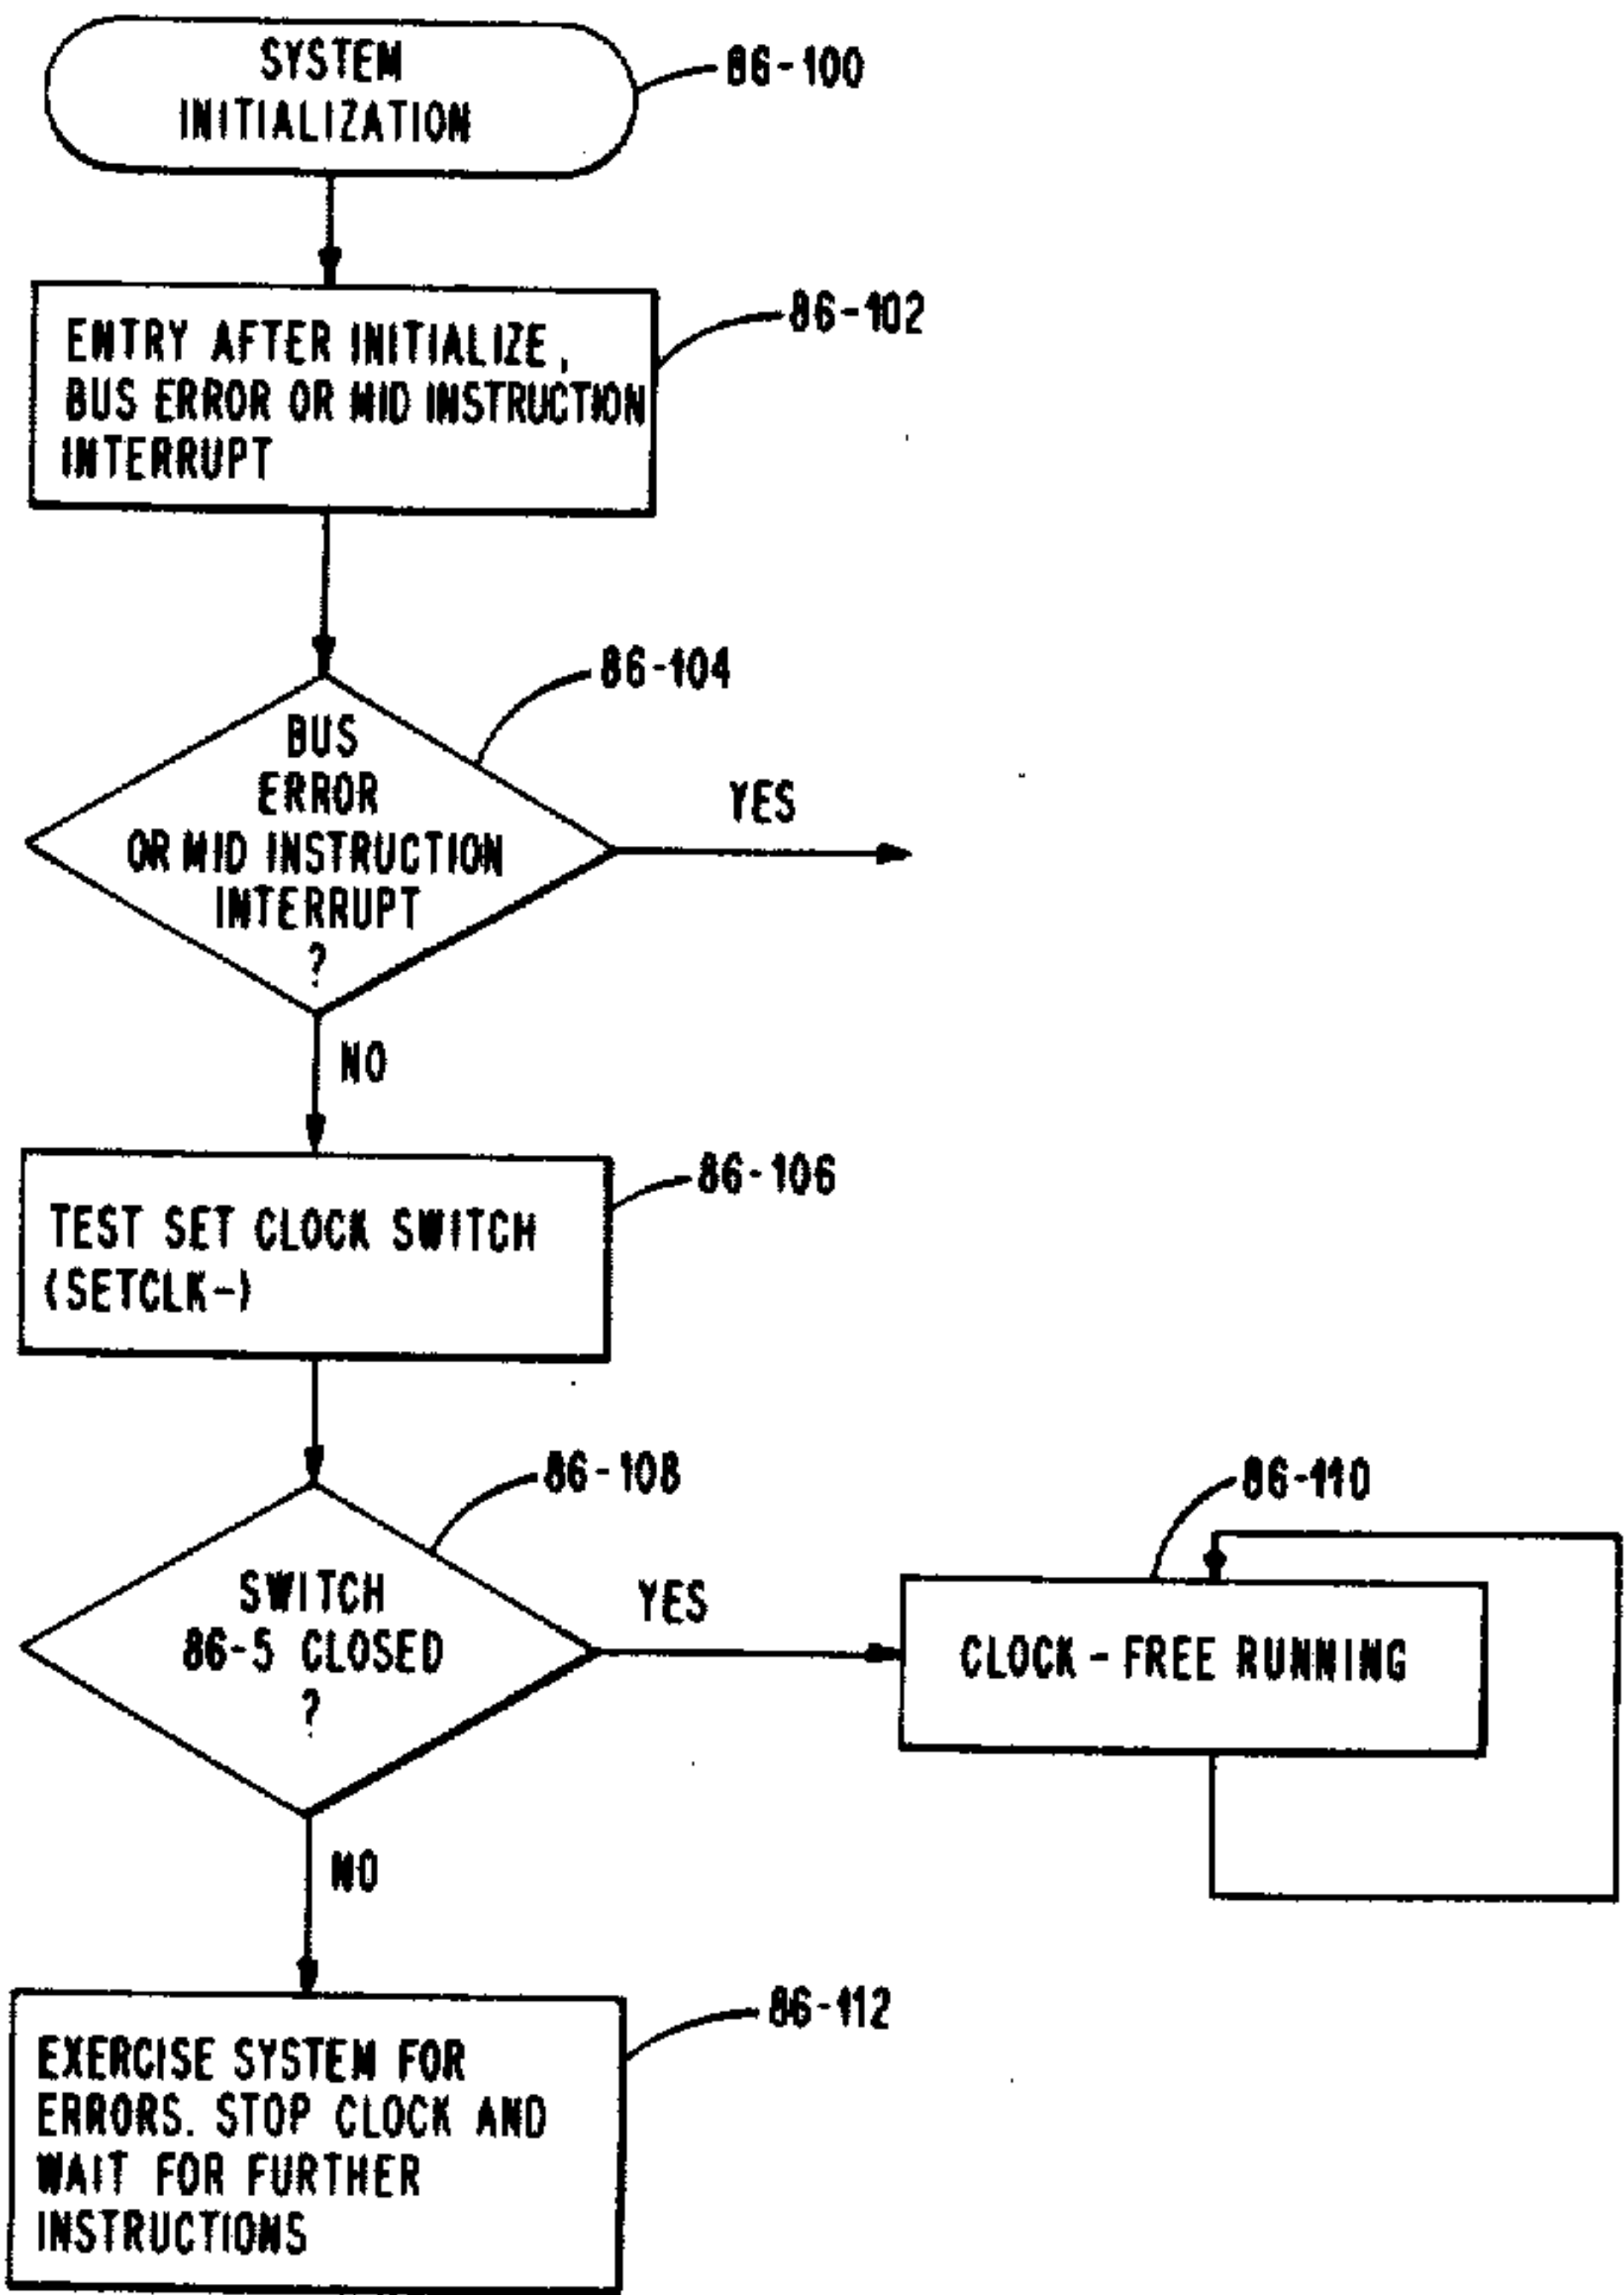 SYSTEM
INITIALIZATION
86-100
ENTRY AFTER INITIALIZE,
BUS ERROR OR MID INSTRUCTION
INTERRUPT
86-102
BUS
ERROR
OR MID INSTRUCTION
INTERRUPT
?
86-104
YES
NO
TEST SET CLOCK SWITCH
(SETCLK-)
86-106
SWITCH
86-5 CLOSED
?
86-108
YES
86-110
CLOCK - FREE RUNNING
NO
EXERCISE SYSTEM FOR
ERRORS. STOP CLOCK AND
WAIT FOR FURTHER
INSTRUCTIONS
86-112